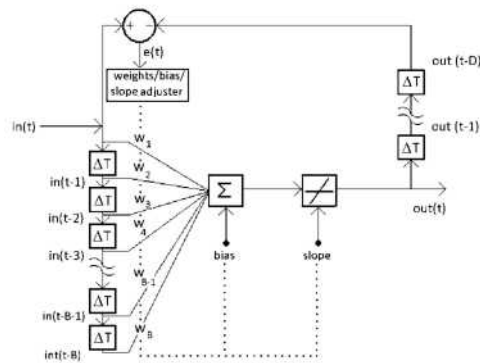 + -
e(t)
out (t-D)
weights/bias/
slope adjuster
ΔT
in(t)
out (t-1)
W1
ΔT
ΔT
W2
in(t-1)
ΔT
W3
Σ
in(t-2)
out(t)
ΔT
W4
in(t-3)
bias
slope
WB-1
ΔT
in(t-B-1)
WB
ΔT
int(t-B)